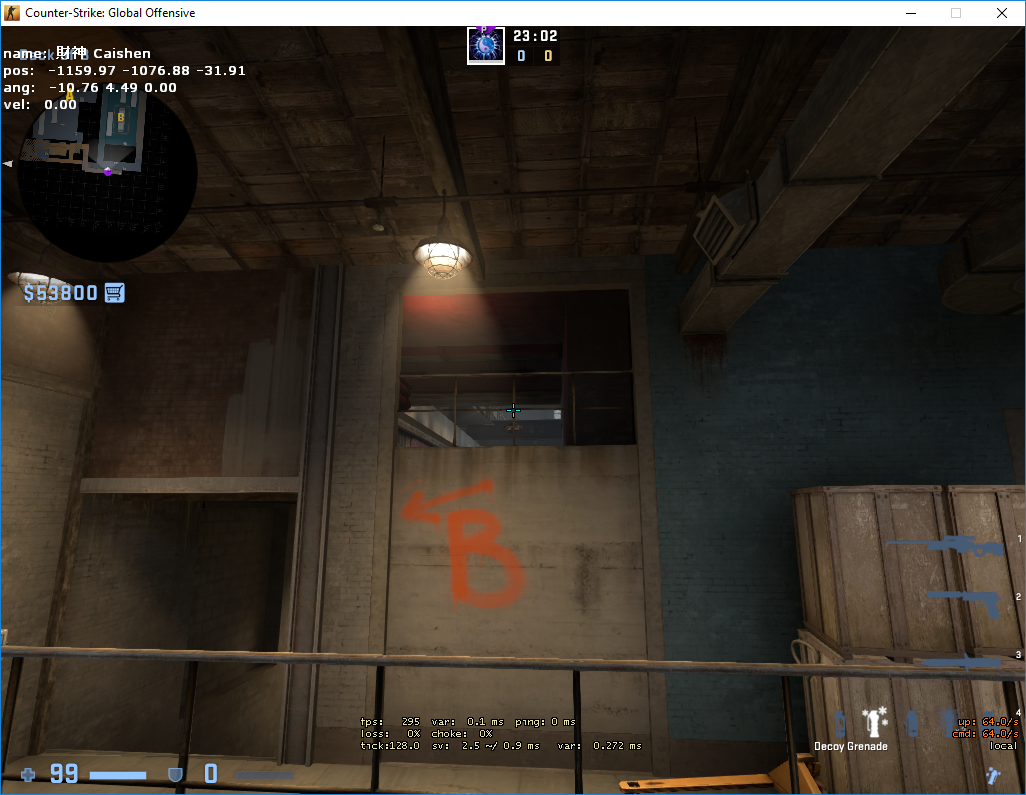 Counter-Strike: Global Offensive
name: 財神 Caishen
pos: -1159.97 -1076.88 -31.91
ang: -10.76 4.49 0.00
vel: 0.00
23:02
0 0
A
B
$53800
B
1
2
3
4
Decoy Grenade
fps: 295 var: 0.1 ms ping: 0 ms
loss: 0% choke: 0%
tick:128.0 sv: 2.5 ~/ 0.9 ms var: 0.272 ms
up: 64.0/s
cmd: 64.0/s
local
99
0